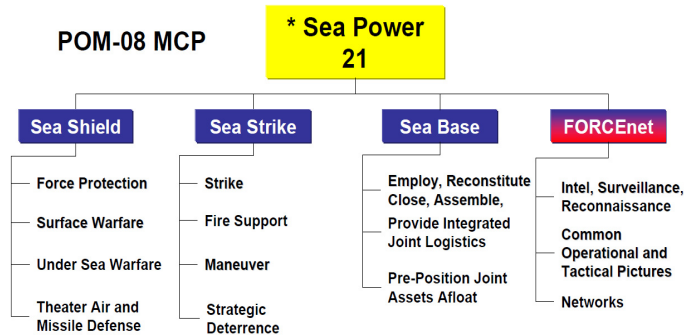 POM-08 MCP
* Sea Power
21
Sea Shield
Force Protection
Surface Warfare
Under Sea Warfare
Theater Air and
Missile Defense
Sea Strike
Strike
Fire Support
Maneuver
Strategic
Deterrence
Sea Base
Employ, Reconstitute
Close, Assemble,
Provide Integrated
Joint Logistics
Pre-Position Joint
Assets Afloat
FORCEnet
Intel, Surveillance,
Reconnaissance
Common
Operational and
Tactical Pictures
Networks